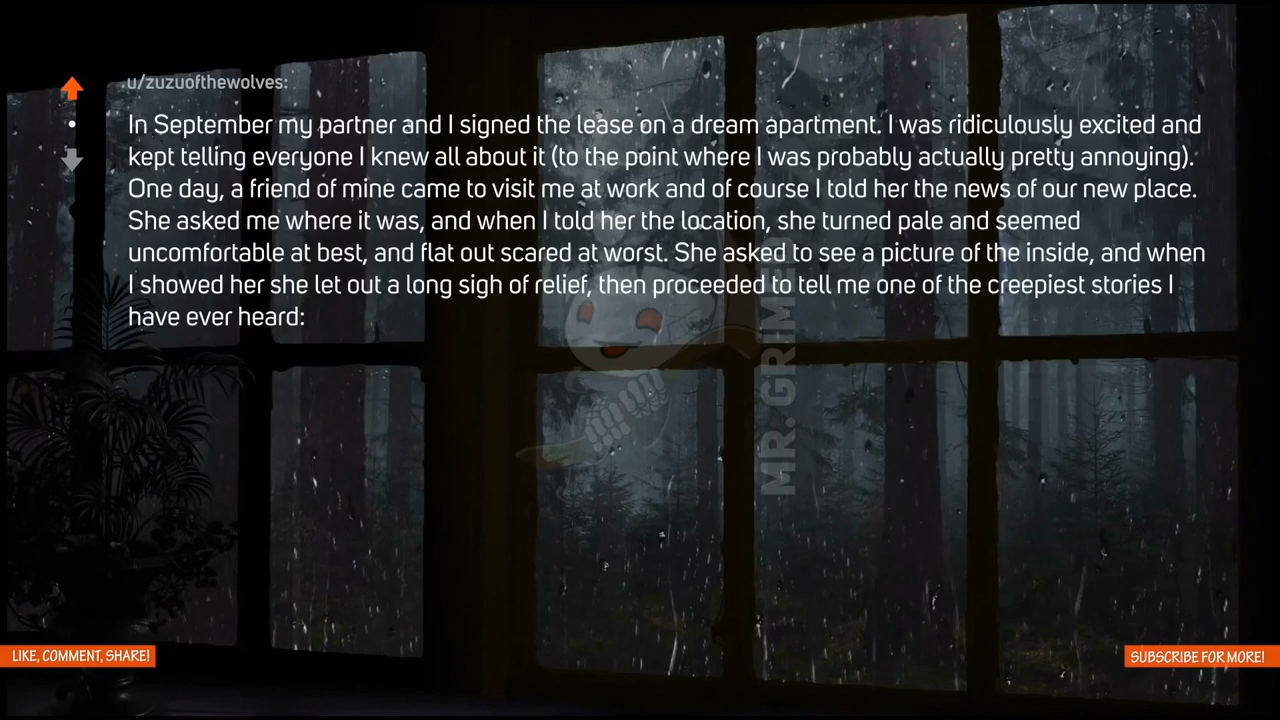 u/zuzuofthewolves:
In September my partner and I signed the lease on a dream apartment. I was ridiculously excited and
kept telling everyone I knew all about it (to the point where I was probably actually pretty annoying).
One day, a friend of mine came to visit me at work and of course I told her the news of our new place.
She asked me where it was, and when I told her the location, she turned pale and seemed
uncomfortable at best, and flat out scared at worst. She asked to see a picture of the inside, and when
I showed her she let out a long sigh of relief, then proceeded to tell me one of the creepiest stories I
have ever heard:
MR. GRIM
LIKE, COMMENT, SHARE!
SUBSCRIBE FOR MORE!